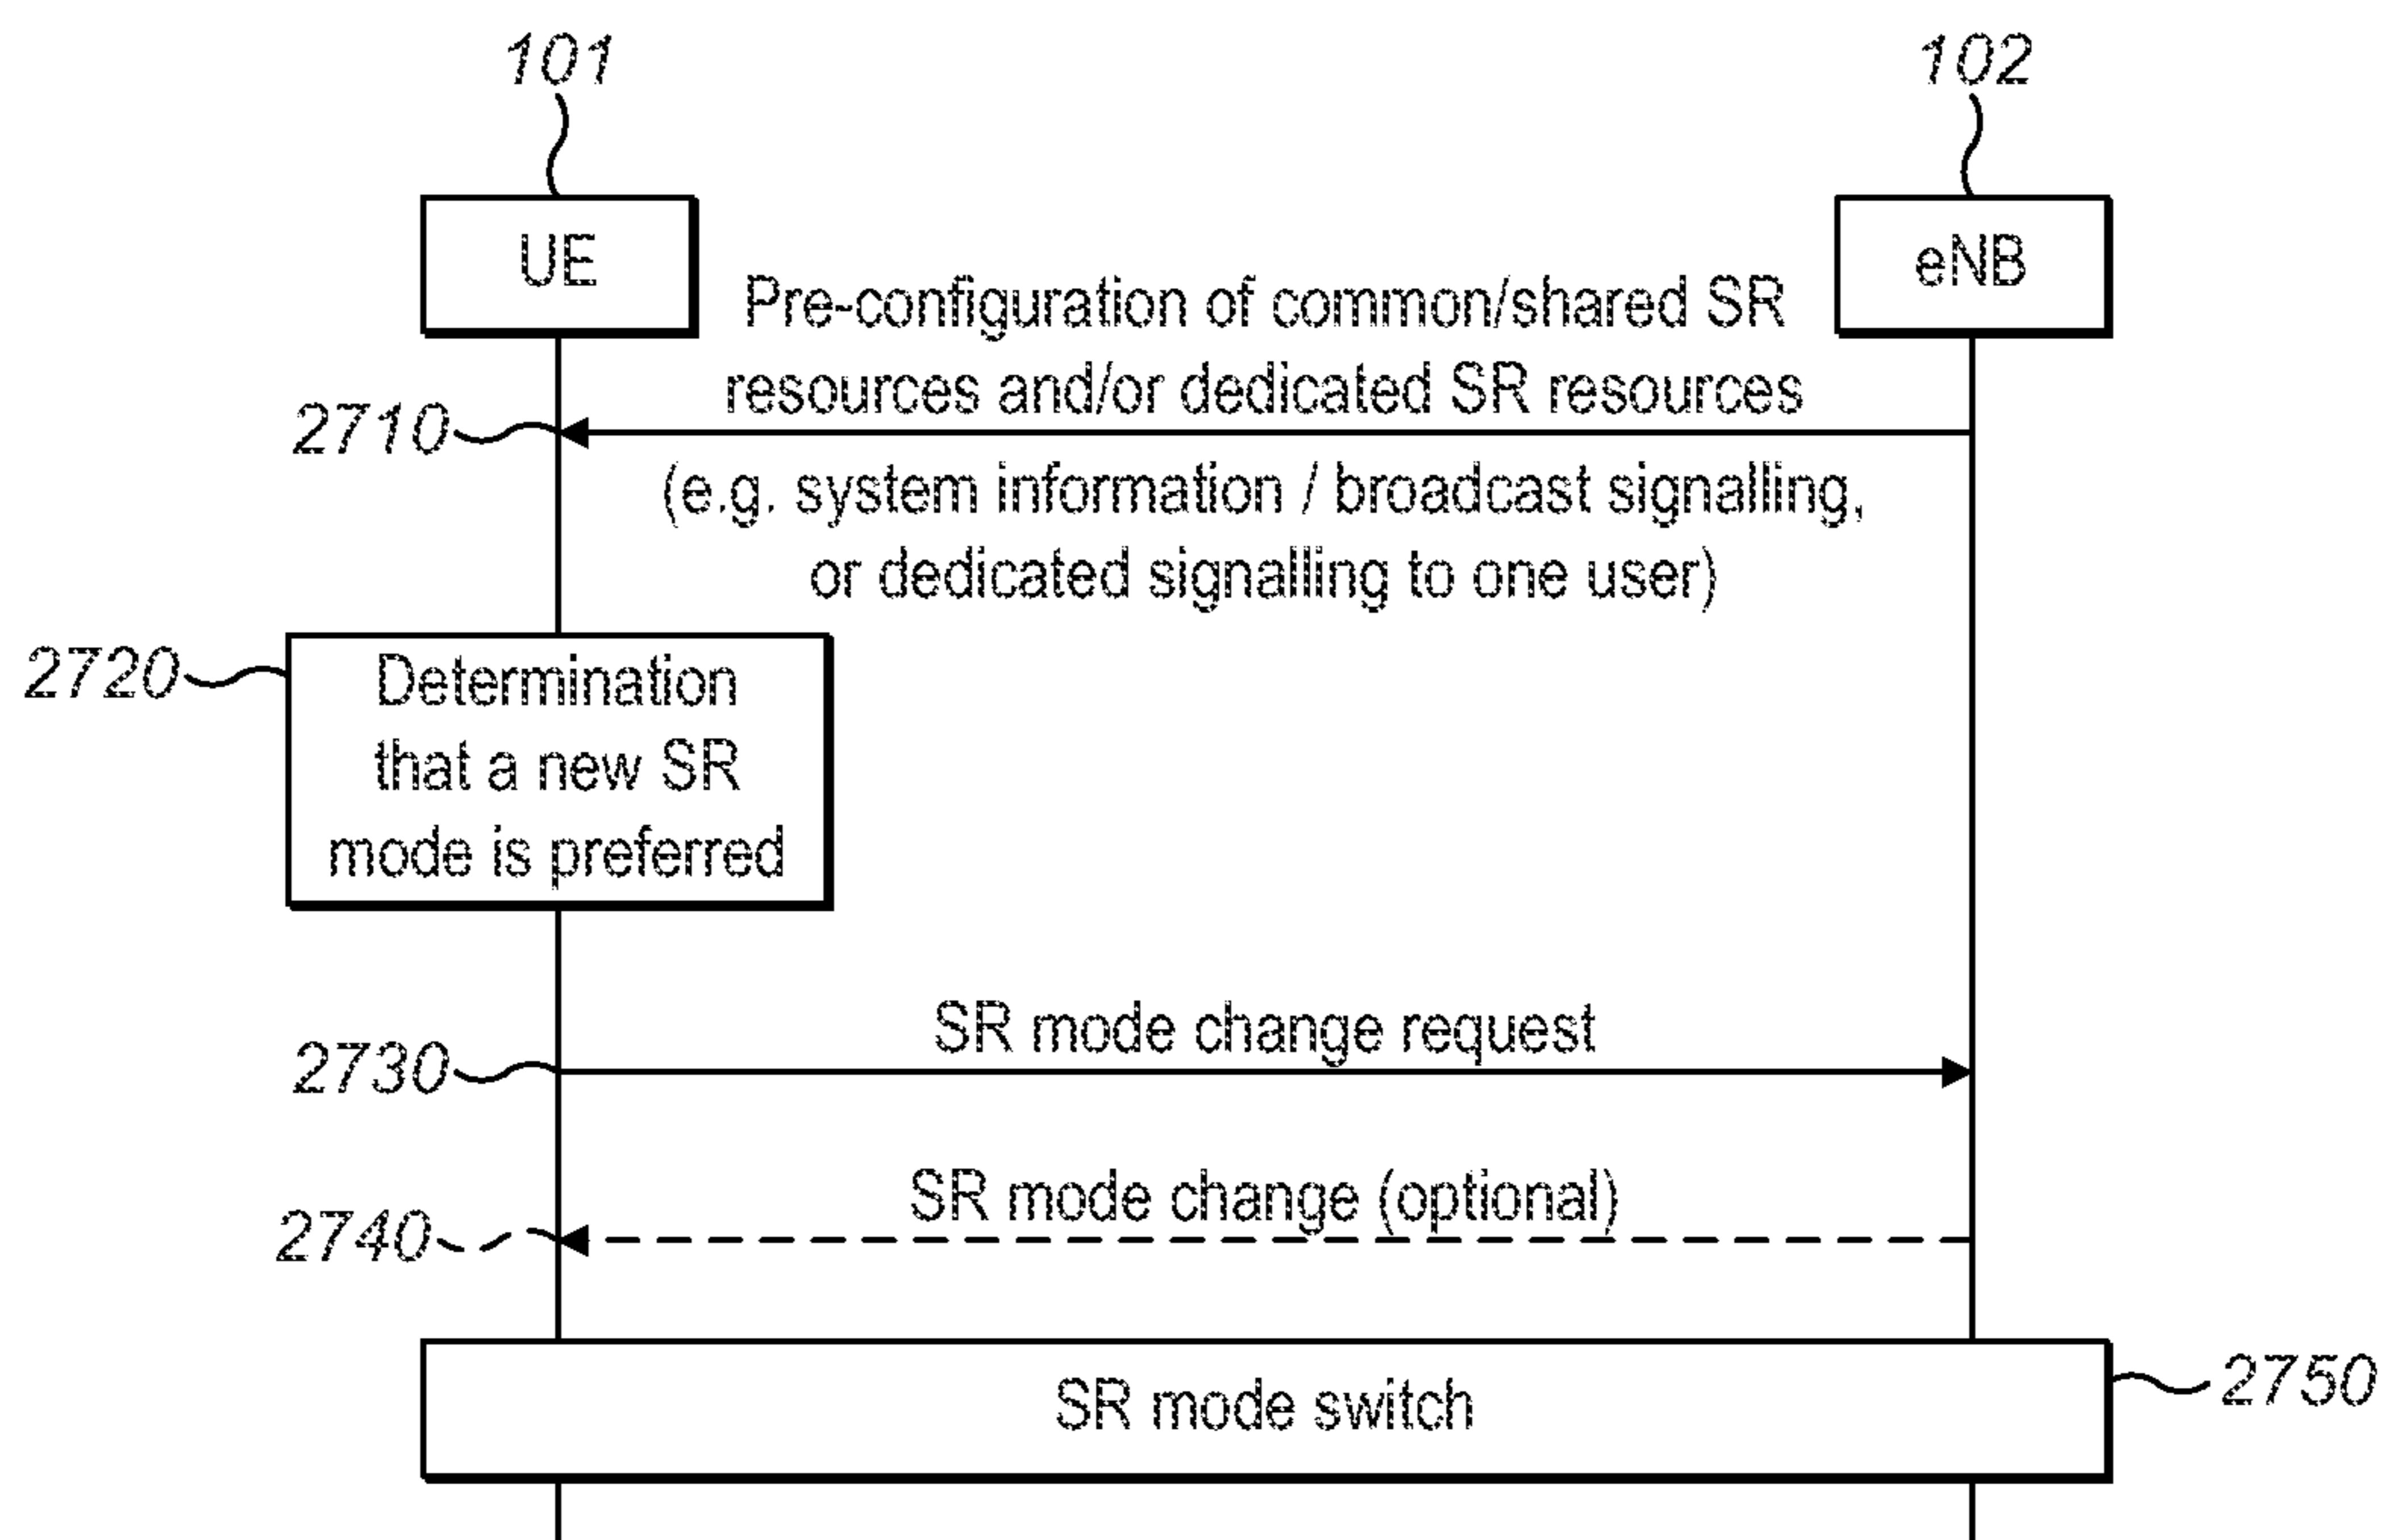 101
102
UE
eNB
Pre-configuration of common/shared SR
resources and/or dedicated SR resources
2710
(e.g. system information / broadcast signalling,
or dedicated signalling to one user)
2720
Determination
that a new SR
mode is preferred
SR mode change request
2730
SR mode change (optional)
2740
SR mode switch
2750